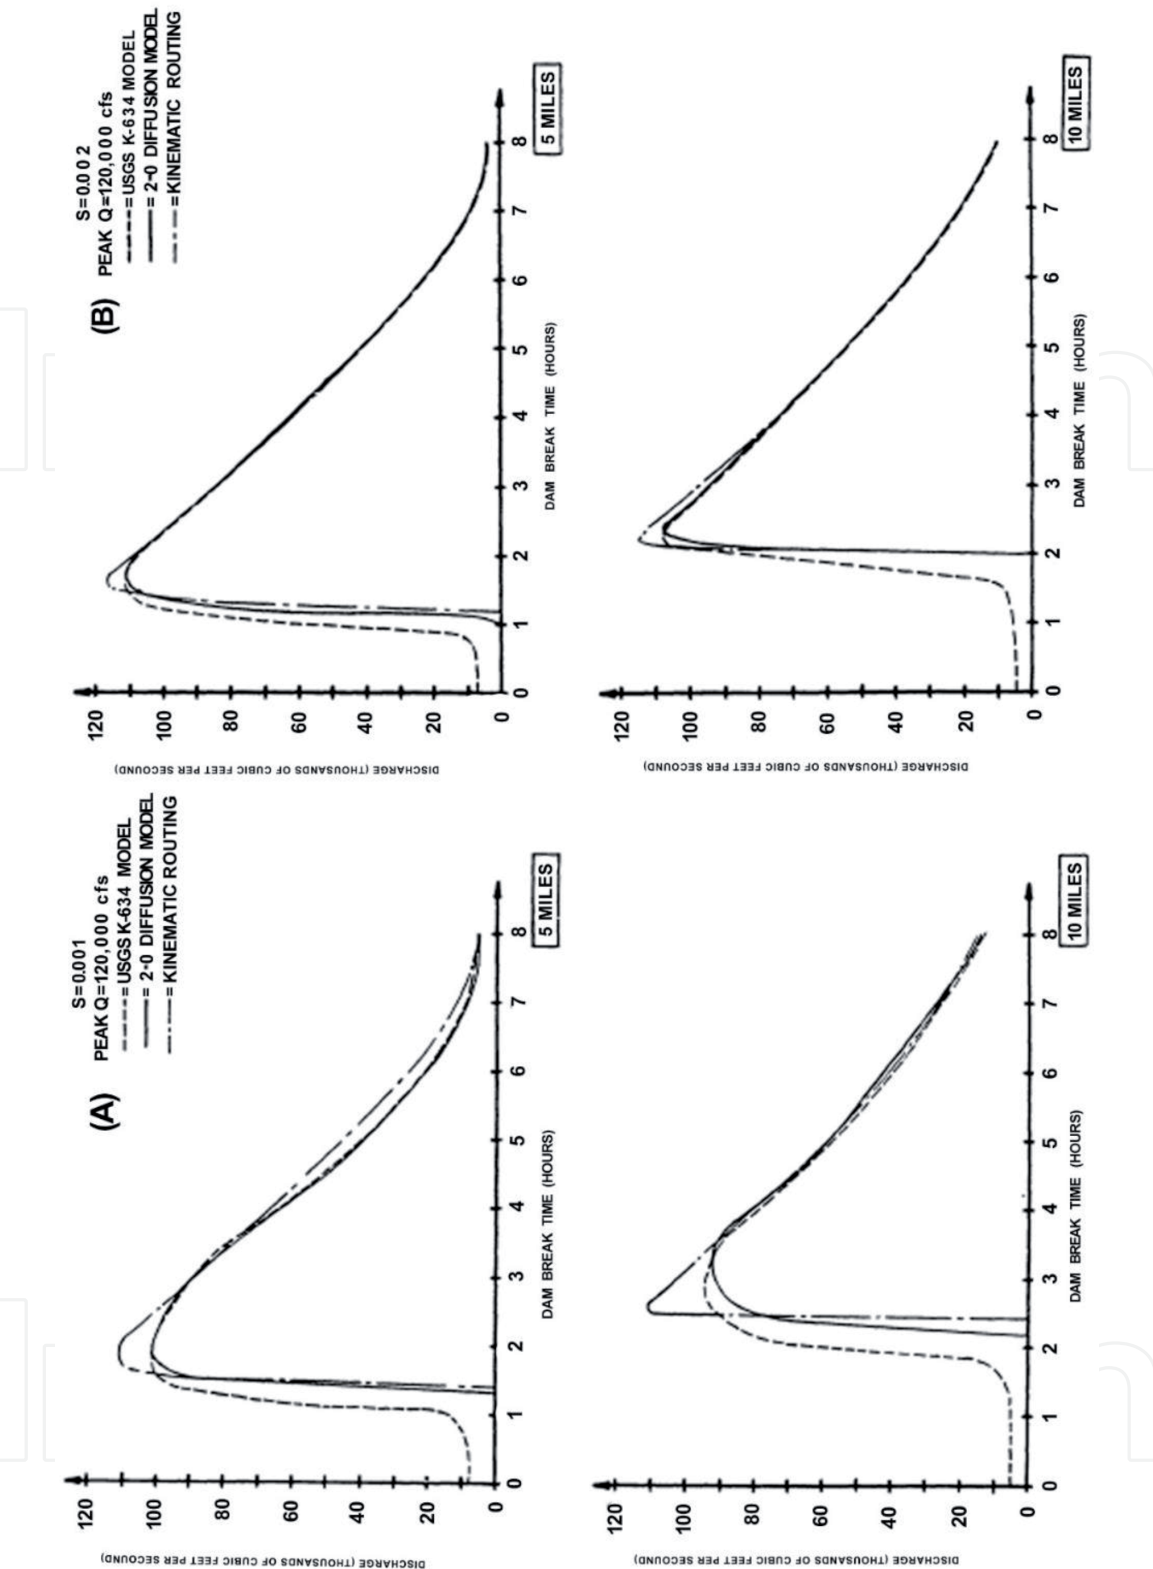 (A)
S=0.001
PEAK Q=120,000 cfs
=USGS K-634 MODEL
= 2-0 DIFFUSION MODEL
= KINEMATIC ROUTING
DISCHARGE (THOUSANDS OF CUBIC FEET PER SECOUND)
120
100
80
60
40
20
0
0 1 2 3 4 5 6 7 8
DAM BREAK TIME (HOURS)
5 MILES
DISCHARGE (THOUSANDS OF CUBIC FEET PER SECOUND)
120
100
80
60
40
20
0
0 1 2 3 4 5 6 7 8
DAM BREAK TIME (HOURS)
10 MILES
(B)
S=0.002
PEAK Q=120,000 cfs
=USGS K-634 MODEL
= 2-0 DIFFUSION MODEL
=KINEMATIC ROUTING
DISCHARGE (THOUSANDS OF CUBIC FEET PER SECOUND)
120
100
80
60
40
20
0
0 1 2 3 4 5 6 7 8
DAM BREAK TIME (HOURS)
5 MILES
DISCHARGE (THOUSANDS OF CUBIC FEET PER SECOUND)
120
100
80
60
40
20
0
0 1 2 3 4 5 6 7 8
DAM BREAK TIME (HOURS)
10 MILES